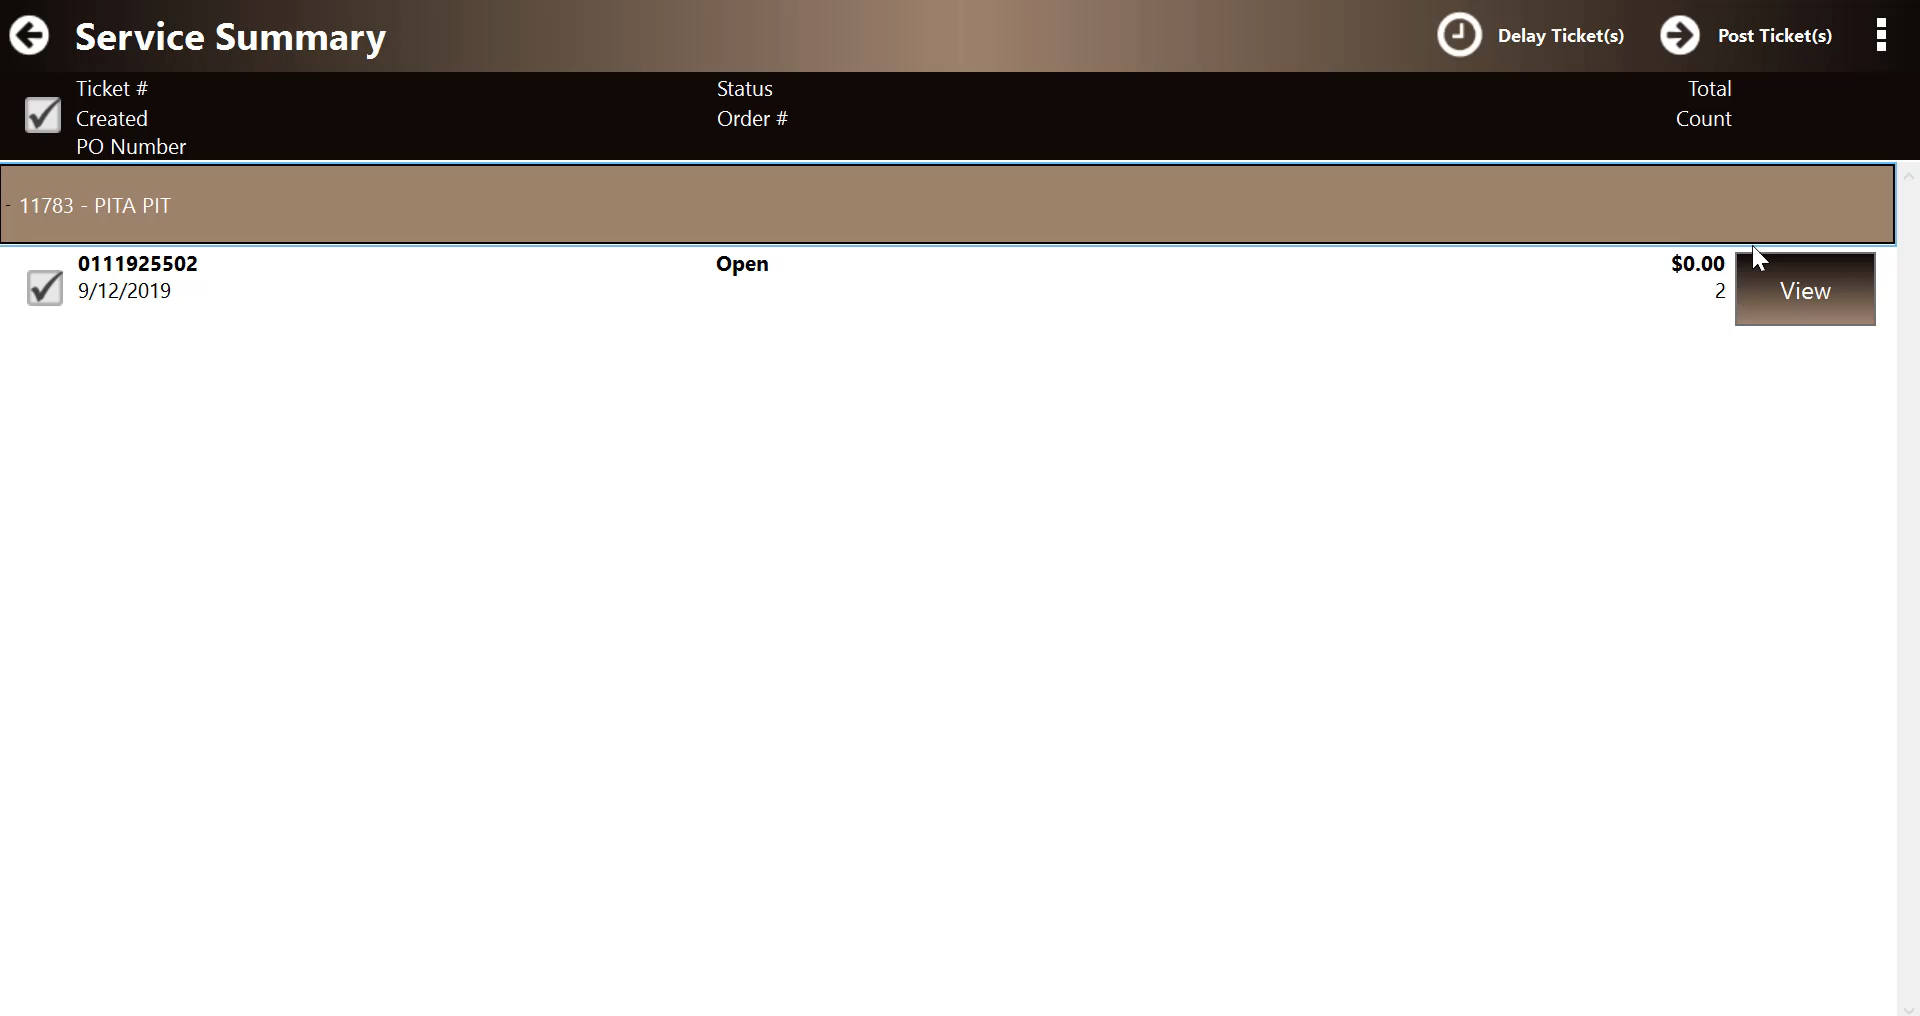 Service Summary
Delay Ticket(s)
Post Ticket(s)
Ticket #
Status
Total
Created
Order #
Count
PO Number
- 11783 - PITA PIT
0111925502
Open
$0.00
9/12/2019
2
View